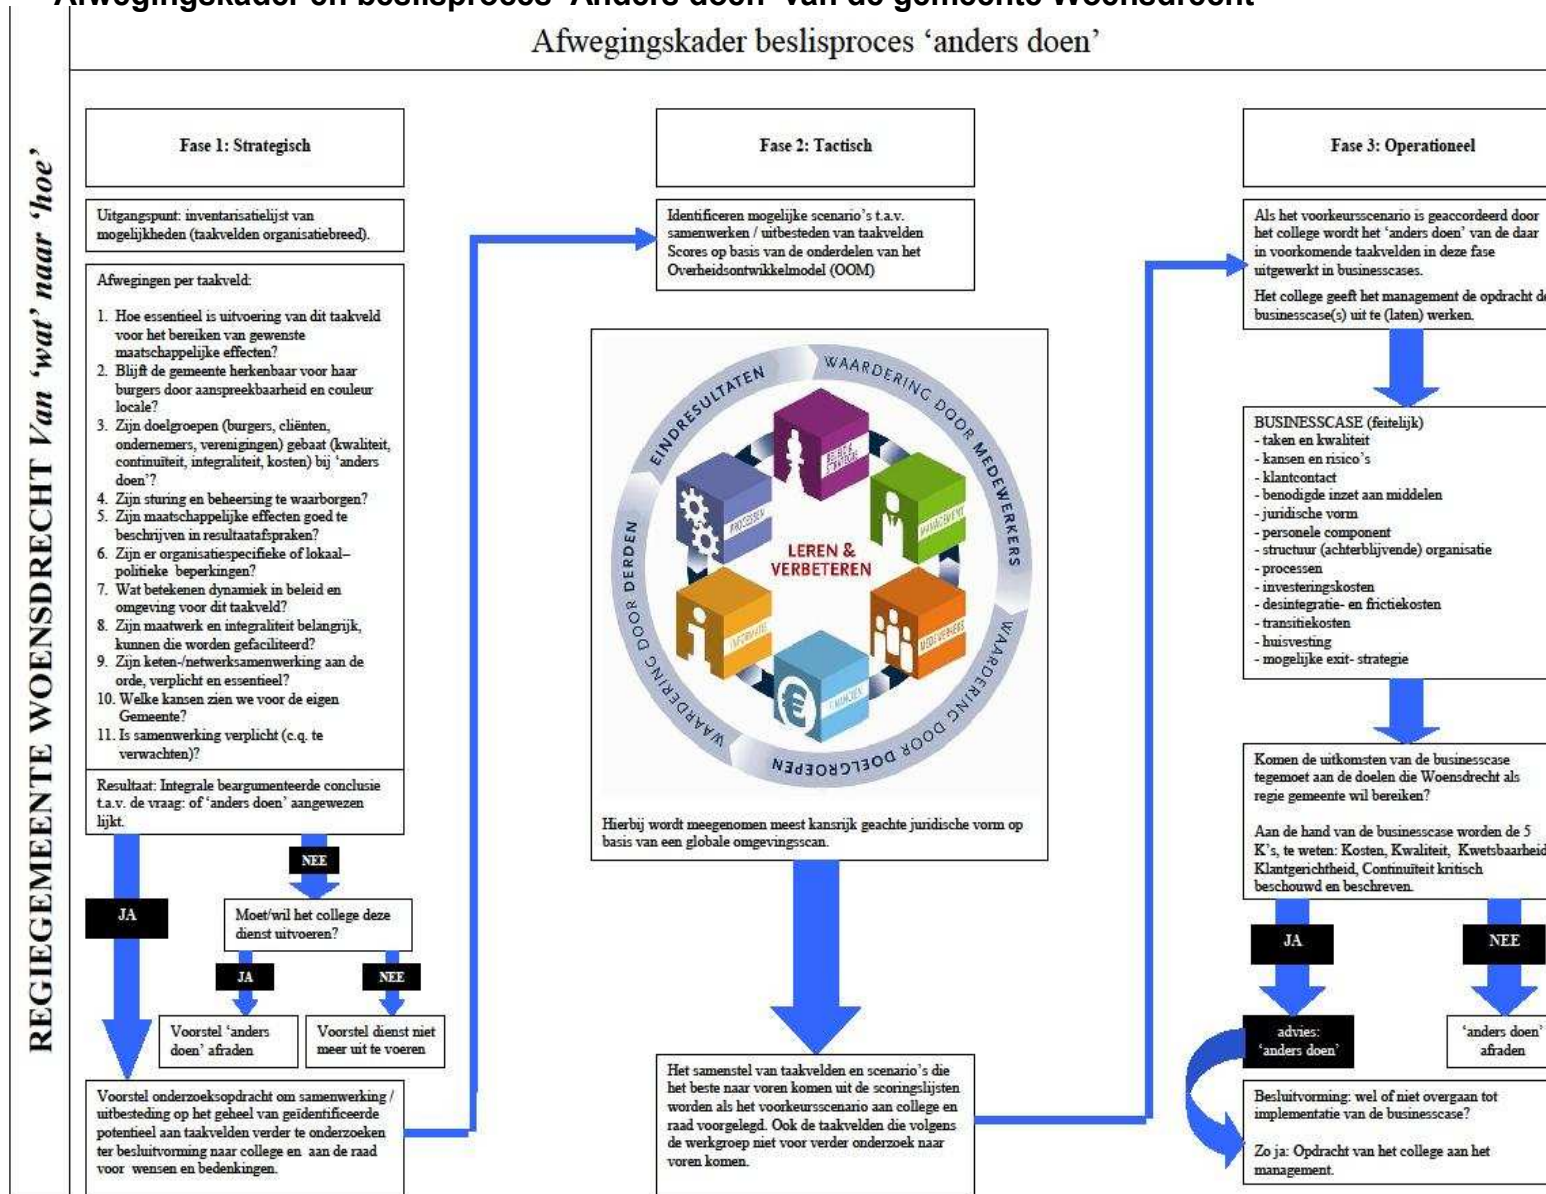 Afwegingskader en beslisproces 'Anders doen' van de gemeente Woensdrecht
Afwegingskader beslisproces ‘anders doen’
REGIEGEMEENTE WOENSDRECHT Van ‘wat’ naar ‘hoe’
Fase 1: Strategisch
Uitgangspunt: inventarisatielijst van
mogelijkheden (taakvelden organisatiebreed).
Afwegingen per taakveld:
1. Hoe essentieel is uitvoering van dit taakveld
voor het bereiken van gewenste
maatschappelijke effecten?
2. Blijft de gemeente herkenbaar voor haar
burgers door aanspreekbaarheid en couleur
locale?
3. Zijn doelgroepen (burgers, cliënten,
ondernemers, verenigingen) gebaat (kwaliteit,
continuïteit, integraliteit, kosten) bij ‘anders
doen’?
4. Zijn sturing en beheersing te waarborgen?
5. Zijn maatschappelijke effecten goed te
beschrijven in resultaatafspraken?
6. Zijn er organisatiespecifieke of lokaal–
politieke beperkingen?
7. Wat betekenen dynamiek in beleid en
omgeving voor dit taakveld?
8. Zijn maatwerk en integraliteit belangrijk,
kunnen die worden gefaciliteerd?
9. Zijn keten-/netwerksamenwerking aan de
orde, verplicht en essentieel?
10. Welke kansen zien we voor de eigen
Gemeente?
11. Is samenwerking verplicht (c.q. te
verwachten)?
Resultaat: Integrale beargumenteerde conclusie
t.a.v. de vraag: of ‘anders doen’ aangewezen
lijkt.
NEE
JA
Moet/wil het college deze
dienst uitvoeren?
JA
NEE
Voorstel ‘anders
doen’ afraden
Voorstel dienst niet
meer uit te voeren
Voorstel onderzoeksopdracht om samenwerking /
uitbesteding op het geheel van geïdentificeerde
potentieel aan taakvelden verder te onderzoeken
ter besluitvorming naar college en aan de raad
voor wensen en bedenkingen.
Fase 2: Tactisch
Identificeren mogelijke scenario’s t.a.v.
samenwerken / uitbesteden van taakvelden
Scores op basis van de onderdelen van het
Overheidsontwikkelmodel (OOM)
EINDRESULTATEN
WAARDERING DOOR MEDEWERKERS
WAARDERING DOOR DOELGROEPEN
WAARDERING DOOR DERDEN
BELEID &
STRATEGIE
MANAGEMENT
MEDEWERKERS
FINANCIEN
INFORMATIE
PROCESSEN
LEREN &
VERBETEREN
Hierbij wordt meegenomen meest kansrijk geachte juridische vorm op
basis van een globale omgevingsscan.
Het samenstel van taakvelden en scenario’s die
het beste naar voren komen uit de scoringslijsten
worden als het voorkeursscenario aan college en
raad voorgelegd. Ook de taakvelden die volgens
de werkgroep niet voor verder onderzoek naar
voren komen.
Fase 3: Operationeel
Als het voorkeursscenario is geaccordeerd door
het college wordt het ‘anders doen’ van de daar
in voorkomende taakvelden in deze fase
uitgewerkt in businesscases.
Het college geeft het management de opdracht de
businesscase(s) uit te (laten) werken.
BUSINESSCASE (feitelijk)
- taken en kwaliteit
- kansen en risico’s
- klantcontact
- benodigde inzet aan middelen
- juridische vorm
- personele component
- structuur (achterblijvende) organisatie
- processen
- investeringskosten
- desintegratie- en frictiekosten
- transitiekosten
- huisvesting
- mogelijke exit- strategie
Komen de uitkomsten van de businesscase
tegemoet aan de doelen die Woensdrecht als
regie gemeente wil bereiken?
Aan de hand van de businesscase worden de 5
K’s, te weten: Kosten, Kwaliteit, Kwetsbaarheid
Klantgerichtheid, Continuïteit kritisch
beschouwd en beschreven.
JA
NEE
advies:
‘anders doen’
‘anders doen’
afraden
Besluitvorming: wel of niet overgaan tot
implementatie van de businesscase?
Zo ja: Opdracht van het college aan het
management.